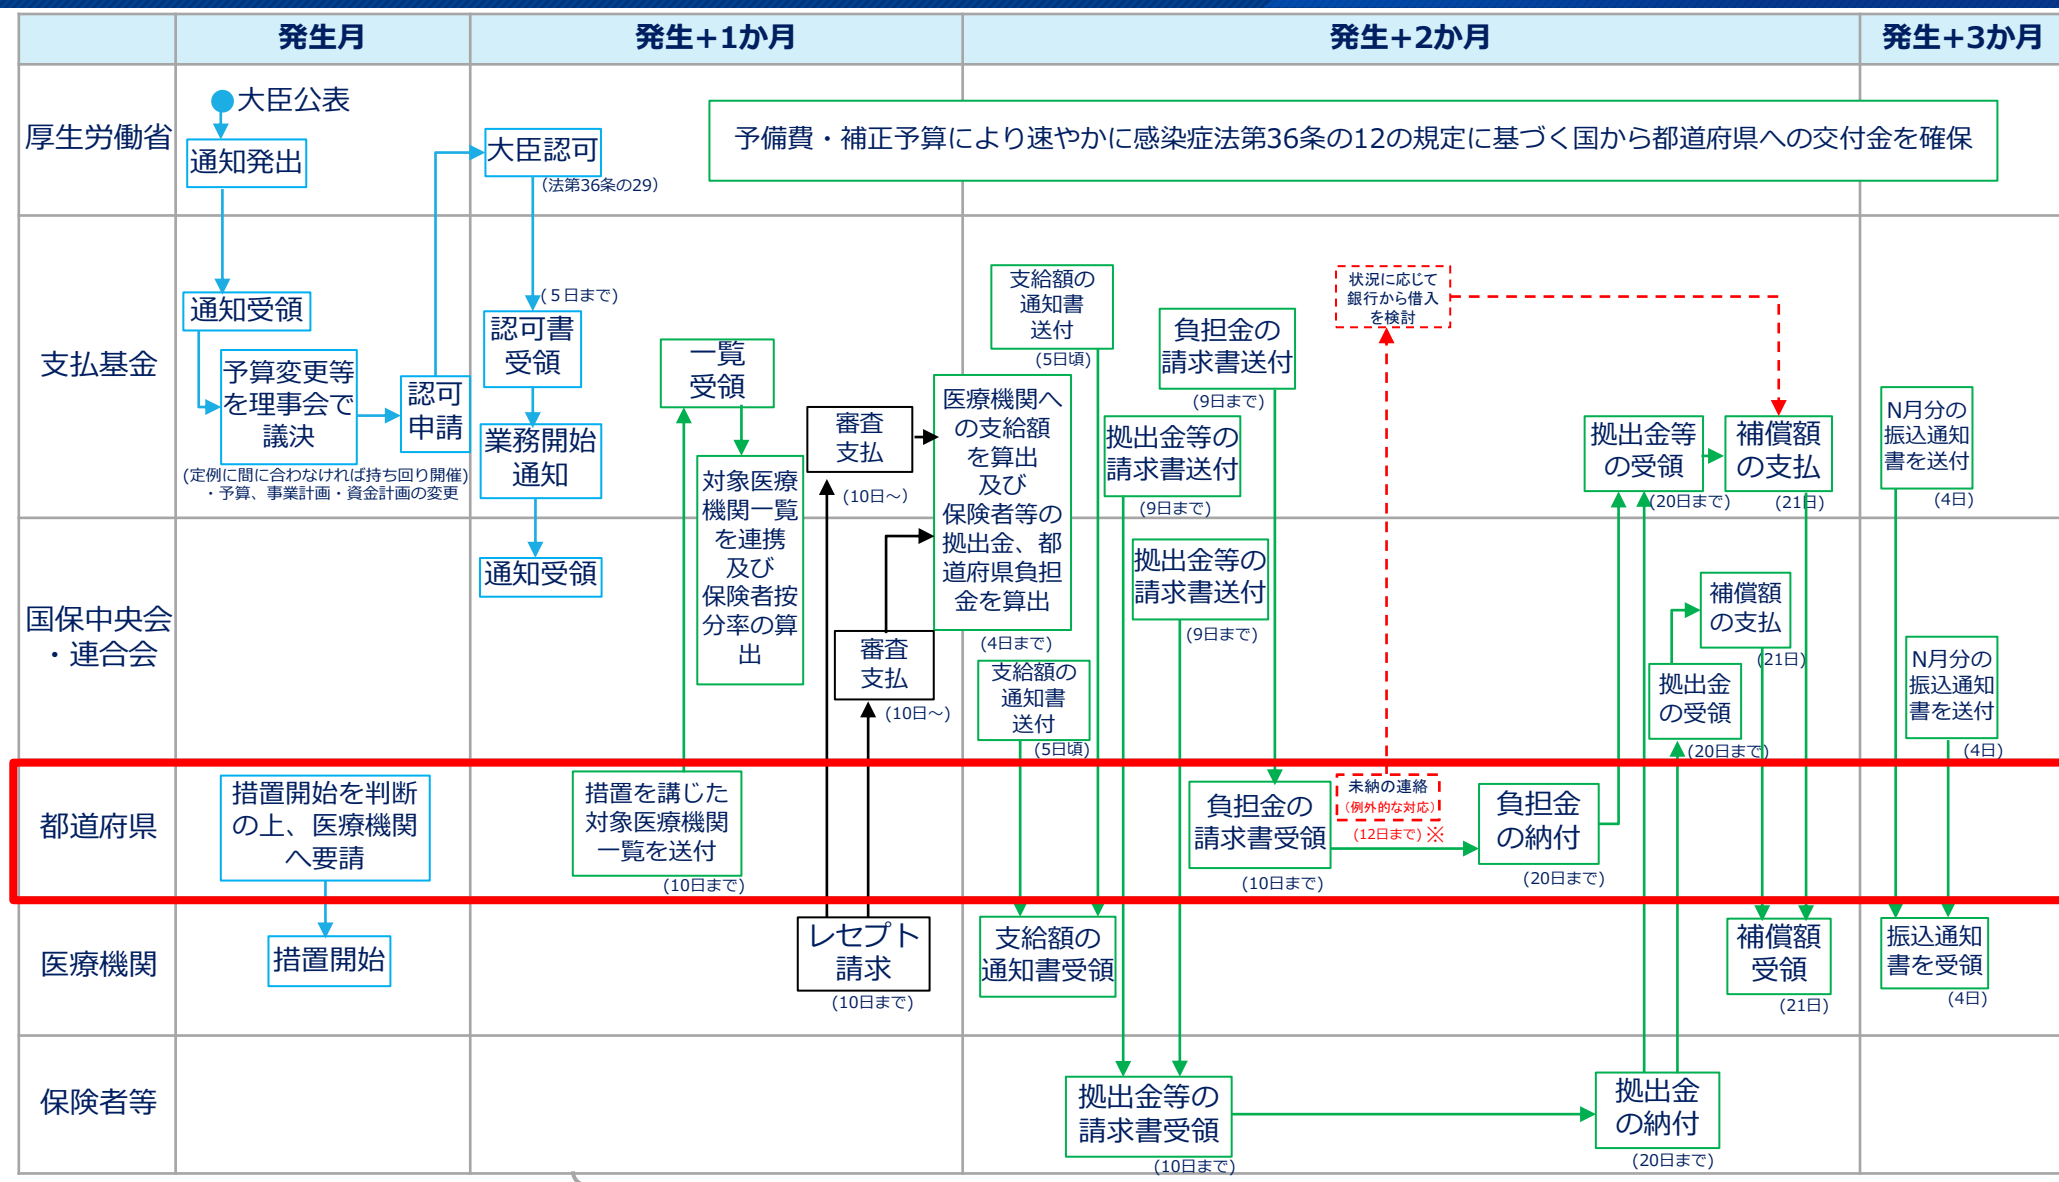 発生月
発生+1か月
発生+2か月
発生+3か月
厚生労働省
大臣公表
通知発出
大臣認可
(法第36条の29)
予備費・補正予算により速やかに感染症法第36条の12の規定に基づく国から都道府県への交付金を確保
支払基金
通知受領
予算変更等
を理事会で
議決
(定例に間に合わなければ持ち回り開催)
・予算、事業計画・資金計画の変更
認可
申請
(５日まで)
認可書
受領
業務開始
通知
一覧
受領
対象医療
機関一覧
を連携
及び
保険者按
分率の算
出
審査
支払
(10日～)
医療機関へ
の支給額
を算出
及び
保険者等の
拠出金、都
道府県負担
金を算出
(4日まで)
支給額の
通知書
送付
(5日頃)
負担金の
請求書送付
(9日まで)
拠出金等の
請求書送付
(9日まで)
状況に応じて
銀行から借入
を検討
拠出金等
の受領
(20日まで)
補償額
の支払
(21日)
N月分の
振込通知
書を送付
(4日)
国保中央会
・連合会
通知受領
審査
支払
(10日～)
支給額の
通知書
送付
(5日頃)
拠出金等の
請求書送付
(9日まで)
拠出金
の受領
(20日まで)
補償額
の支払
(21日)
N月分の
振込通知
書を送付
(4日)
都道府県
措置開始を判断
の上、医療機関
へ要請
措置を講じた
対象医療機関
一覧を送付
(10日まで)
負担金の
請求書受領
(10日まで)
未納の連絡
(例外的な対応)
(12日まで)※
負担金
の納付
(20日まで)
医療機関
措置開始
レセプト
請求
(10日まで)
支給額の
通知書受領
補償額
受領
(21日)
振込通知
書を受領
(4日)
保険者等
拠出金等の
請求書受領
(10日まで)
拠出金
の納付
(20日まで)